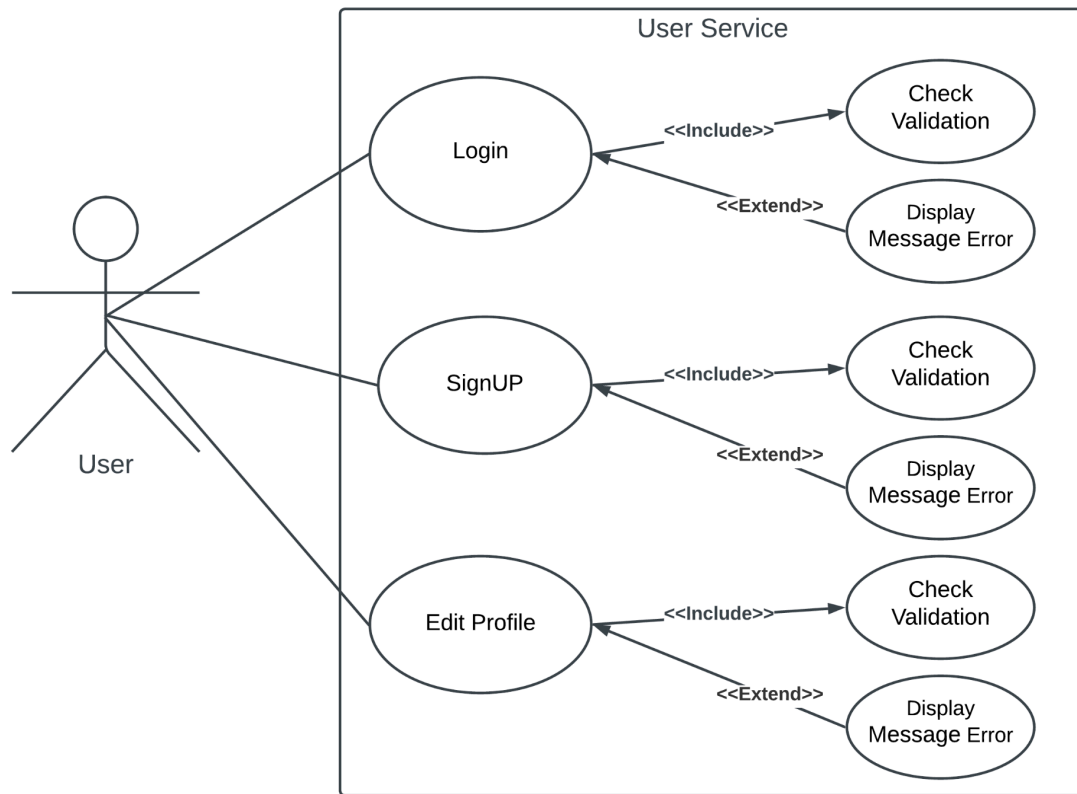 User Service
Check
Validation
Login
<<Include>>
<<Extend>>
Display
Message Error
Check
Validation
SignUP
<<Include>>
<<Extend>>
Display
Message Error
User
Check
Validation
Edit Profile
<<Include>>
<<Extend>>
Display
Message Error